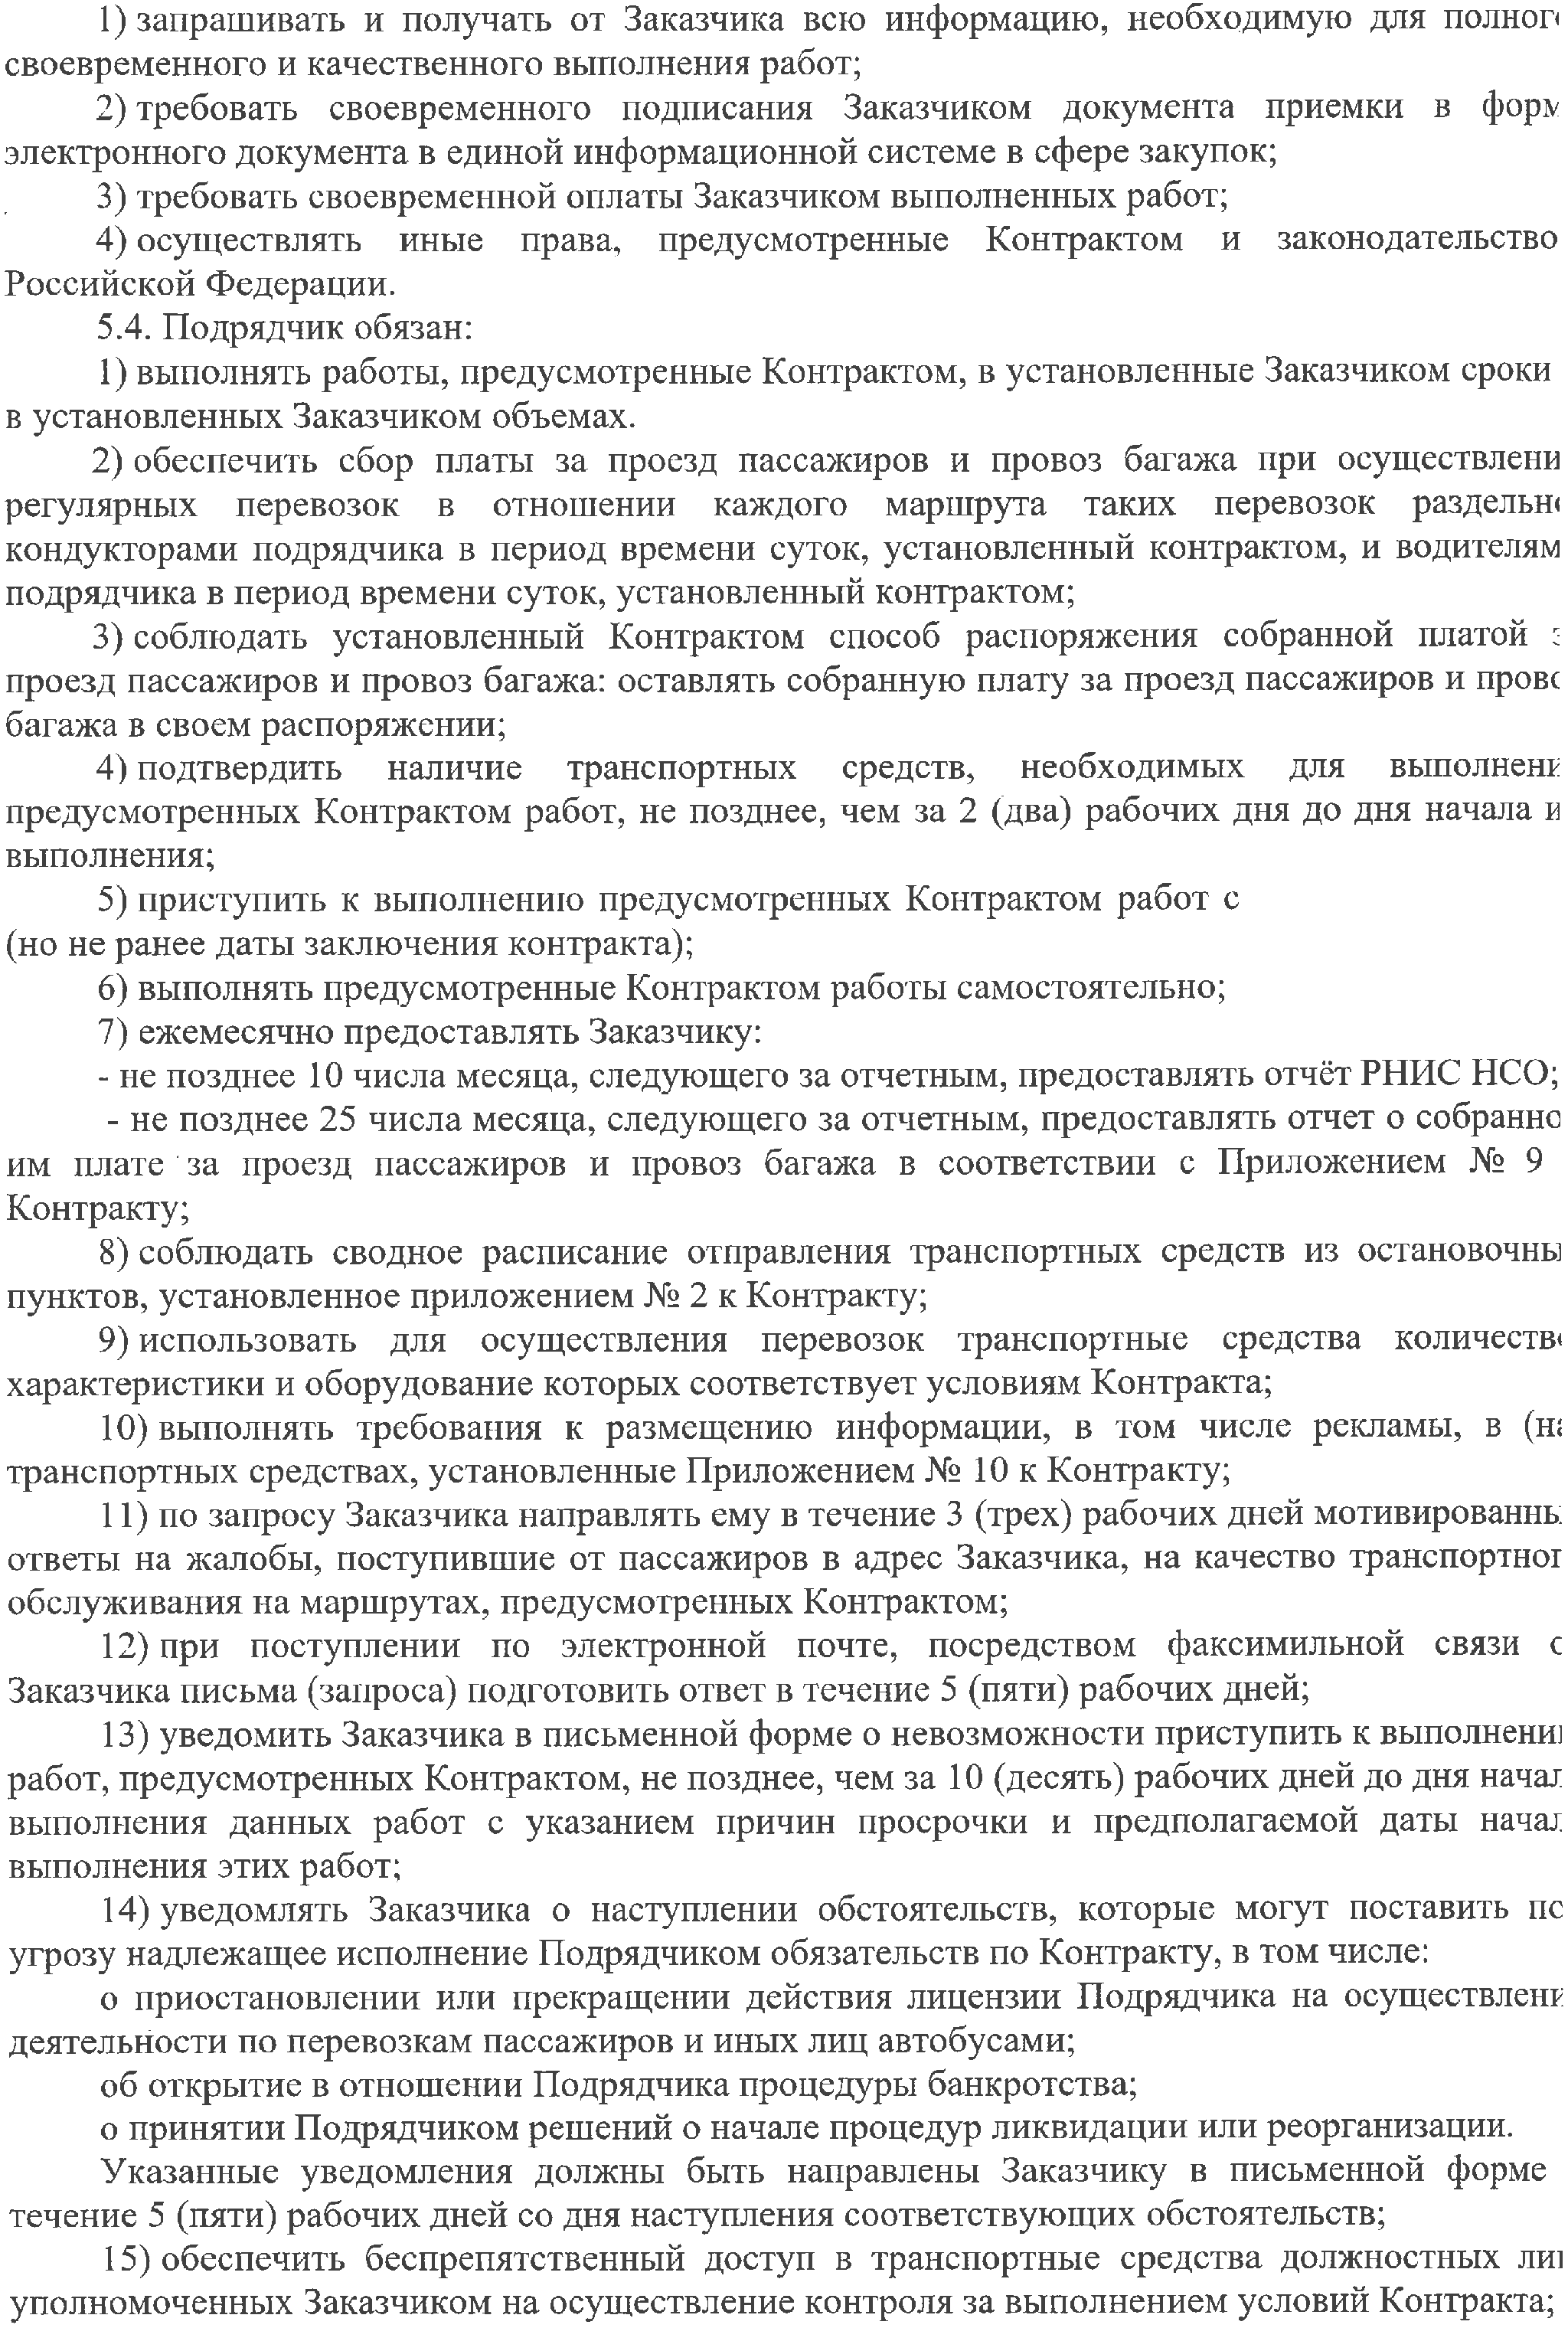 1) запрашивать и получать от Заказчика всю информацию, необходимую для полног
своевременного и качественного выполнения работ;
2) требовать своевременного подписания Заказчиком документа приемки в форм
электронного документа в единой информационной системе в сфере закупок;
3) требовать своевременной оплаты Заказчиком выполненных работ;
4) осуществлять иные права, предусмотренные Контрактом и законодательство
Российской Федерации.
5.4. Подрядчик обязан:
1) выполнять работы, предусмотренные Контрактом, в установленные Заказчиком сроки
в установленных Заказчиком объемах.
2) обеспечить сбор платы за проезд пассажиров и провоз багажа при осуществлени
регулярных перевозок в отношении каждого маршрута таких перевозок раздельн
кондукторами подрядчика в период времени суток, установленный контрактом, и водителям
подрядчика в период времени суток, установленный контрактом;
3) соблюдать установленный Контрактом способ распоряжения собранной платой з
проезд пассажиров и провоз багажа: оставлять собранную плату за проезд пассажиров и прово
багажа в своем распоряжении;
4) подтвердить наличие транспортных средств, необходимых для выполнени
предусмотренных Контрактом работ, не позднее, чем за 2 (два) рабочих дня до дня начала и
выполнения;
5) приступить к выполнению предусмотренных Контрактом работ с
(но не ранее даты заключения контракта);
6) выполнять предусмотренные Контрактом работы самостоятельно;
7) ежемесячно предоставлять Заказчику:
- не позднее 10 числа месяца, следующего за отчетным, предоставлять отчёт РНИС НСО;
- не позднее 25 числа месяца, следующего за отчетным, предоставлять отчет о собранно
им плате за проезд пассажиров и провоз багажа в соответствии с Приложением № 9
Контракту;
8) соблюдать сводное расписание отправления транспортных средств из остановочны
пунктов, установленное приложением № 2 к Контракту;
9) использовать для осуществления перевозок транспортные средства количеств
характеристики и оборудование которых соответствует условиям Контракта;
10) выполнять требования к размещению информации, в том числе рекламы, в (на
транспортных средствах, установленные Приложением № 10 к Контракту;
11) по запросу Заказчика направлять ему в течение 3 (трех) рабочих дней мотивированны
ответы на жалобы, поступившие от пассажиров в адрес Заказчика, на качество транспортног
обслуживания на маршрутах, предусмотренных Контрактом;
12) при поступлении по электронной почте, посредством факсимильной связи о
Заказчика письма (запроса) подготовить ответ в течение 5 (пяти) рабочих дней;
13) уведомить Заказчика в письменной форме о невозможности приступить к выполнени
работ, предусмотренных Контрактом, не позднее, чем за 10 (десять) рабочих дней до дня начал
выполнения данных работ с указанием причин просрочки и предполагаемой даты начал
выполнения этих работ;
14) уведомлять Заказчика о наступлении обстоятельств, которые могут поставить по
угрозу надлежащее исполнение Подрядчиком обязательств по Контракту, в том числе:
о приостановлении или прекращении действия лицензии Подрядчика на осуществлени
деятельности по перевозкам пассажиров и иных лиц автобусами;
об открытие в отношении Подрядчика процедуры банкротства;
о принятии Подрядчиком решений о начале процедур ликвидации или реорганизации.
Указанные уведомления должны быть направлены Заказчику в письменной форме
течение 5 (пяти) рабочих дней со дня наступления соответствующих обстоятельств;
15) обеспечить беспрепятственный доступ в транспортные средства должностных лиц
уполномоченных Заказчиком на осуществление контроля за выполнением условий Контракта;